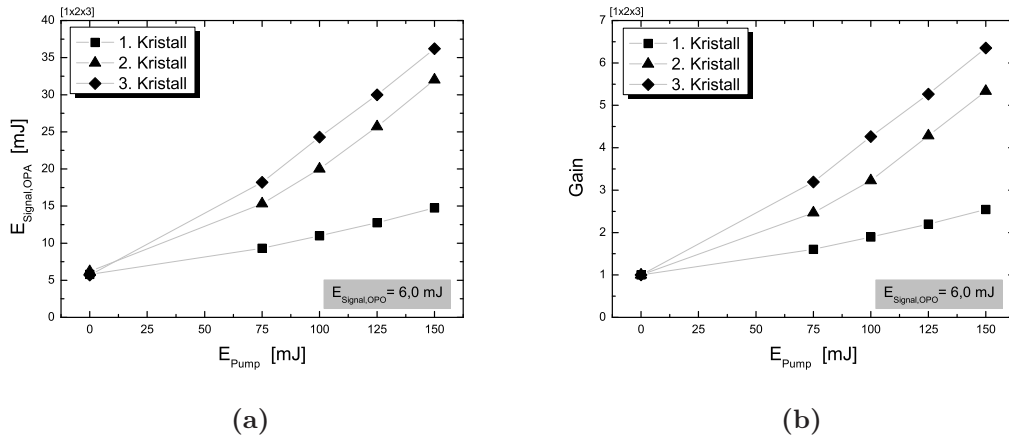 [1x2x3]
40
35
30
25
20
15
10
5
0
E_Signal,OPA [mJ]
1. Kristall
2. Kristall
3. Kristall
E_Signal,OPO = 6,0 mJ
0 25 50 75 100 125 150
E_Pump [mJ]
(a)
[1x2x3]
7
6
5
4
3
2
1
0
Gain
1. Kristall
2. Kristall
3. Kristall
E_Signal,OPO = 6,0 mJ
0 25 50 75 100 125 150
E_Pump [mJ]
(b)